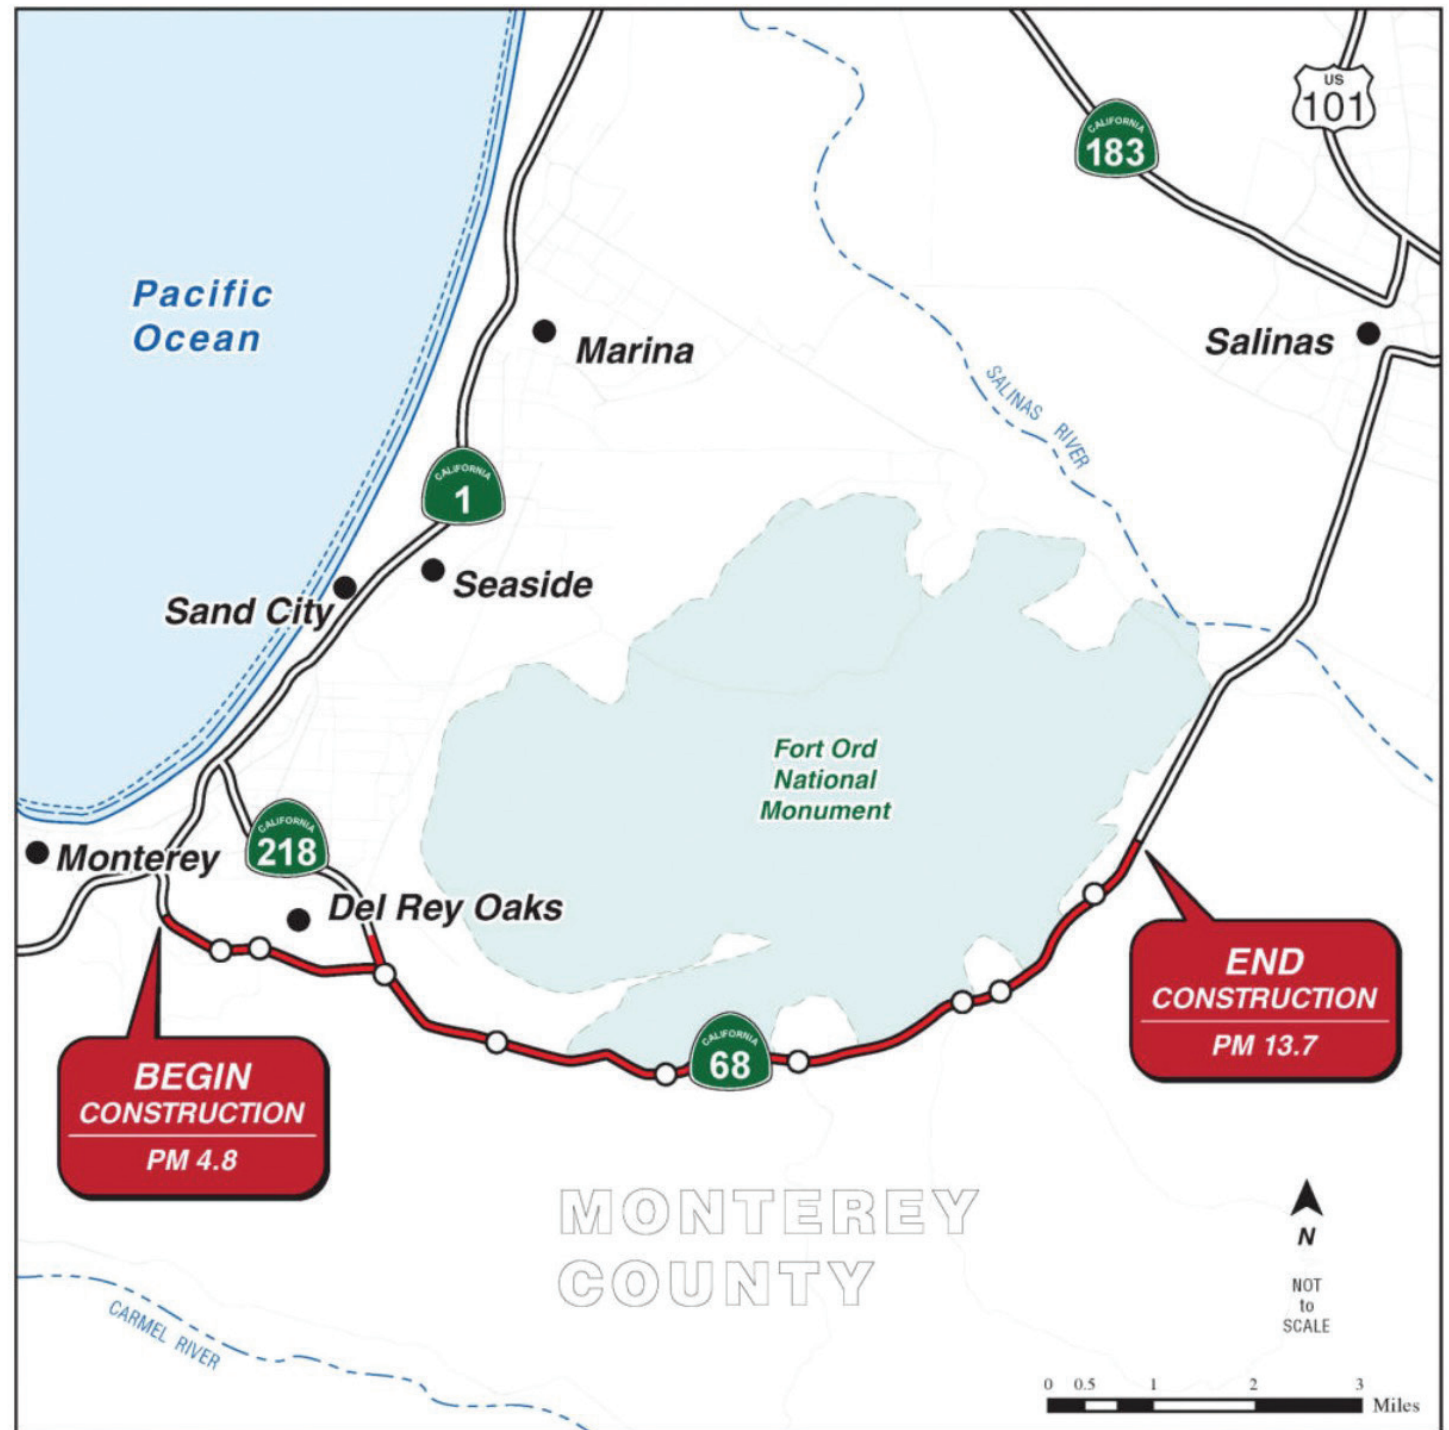 US
101
CALIFORNIA
183
Pacific
Ocean
Marina
Salinas
SALINAS RIVER
CALIFORNIA
1
Seaside
Sand City
Fort Ord
National
Monument
CALIFORNIA
218
Monterey
Del Rey Oaks
END
CONSTRUCTION
PM 13.7
CALIFORNIA
68
BEGIN
CONSTRUCTION
PM 4.8
MONTEREY
COUNTY
N
NOT
to
SCALE
CARMEL RIVER
0 0.5 1 2 3
Miles